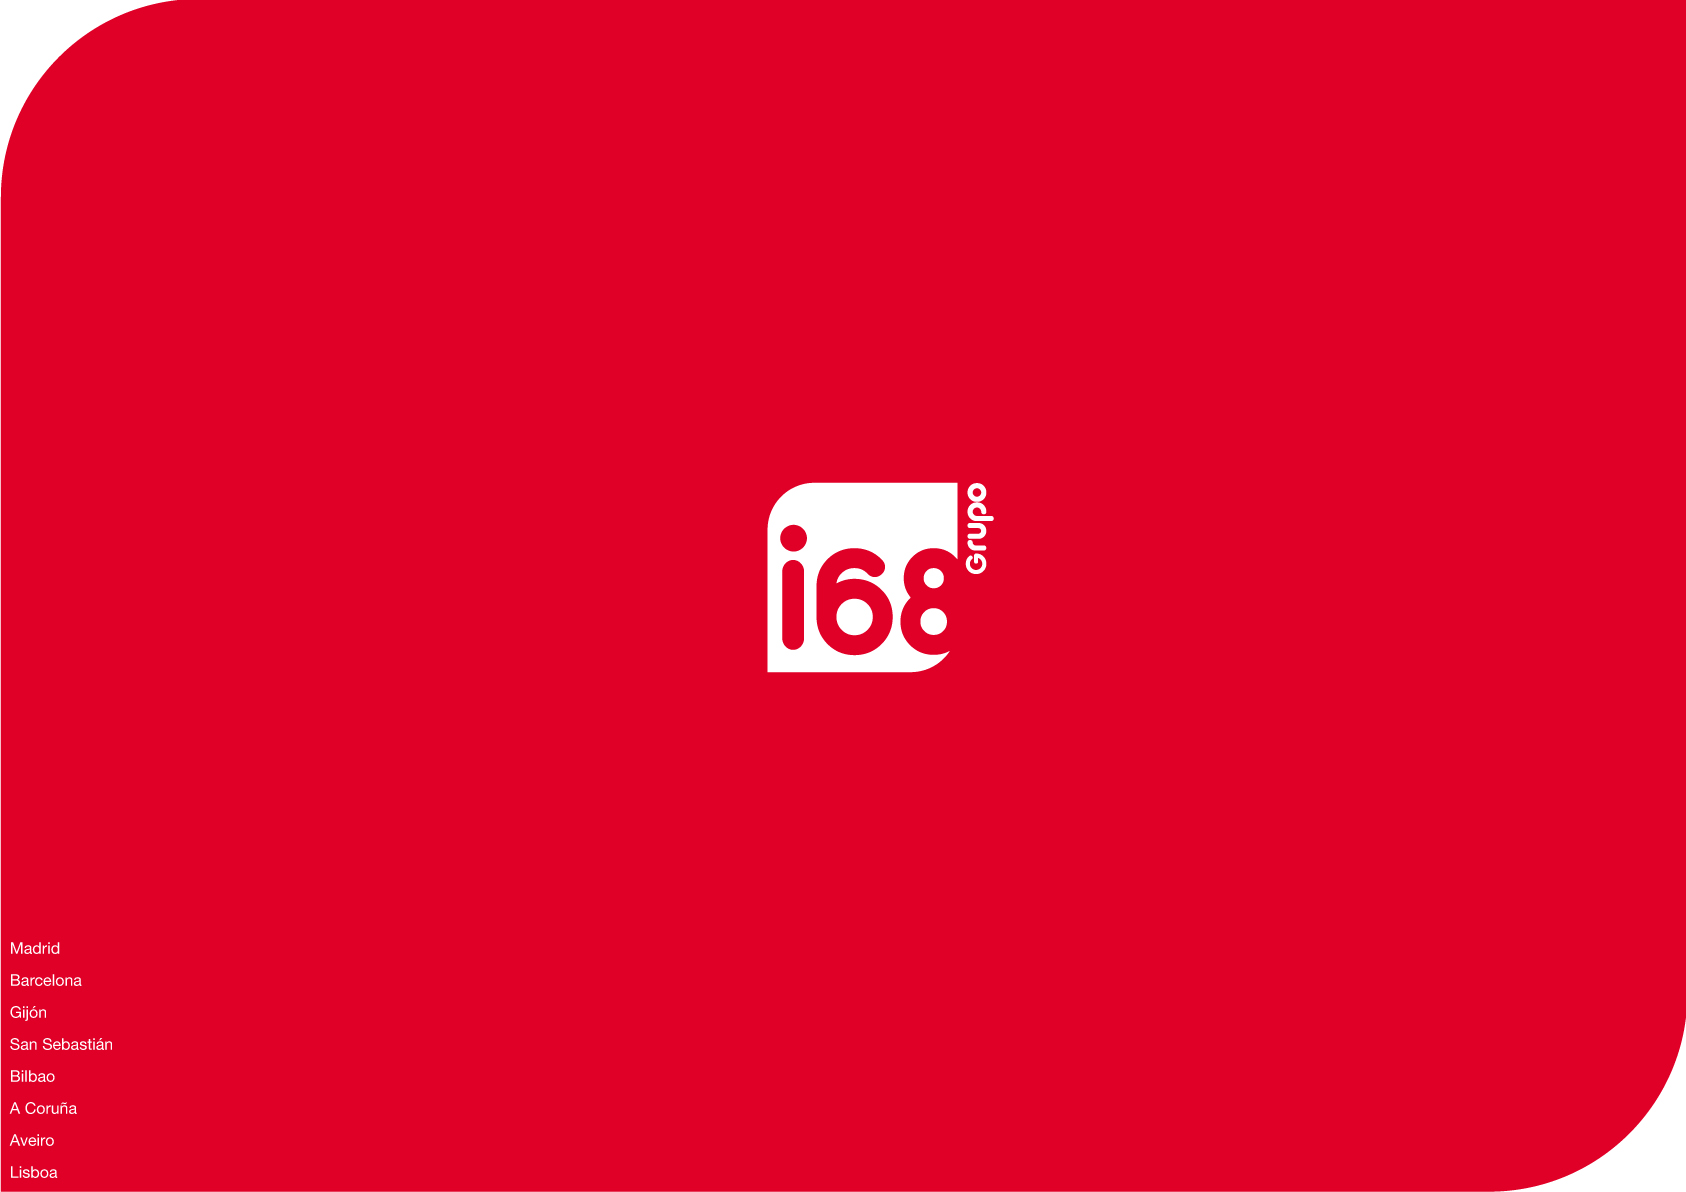 i68
Grupo
Madrid
Barcelona
Gijón
San Sebastián
Bilbao
A Coruña
Aveiro
Lisboa